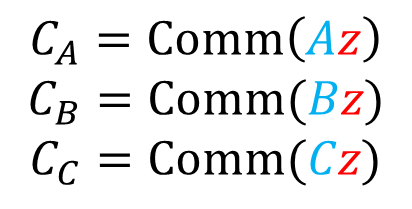 C_A = Comm(Az)
C_B = Comm(Bz)
C_C = Comm(Cz)